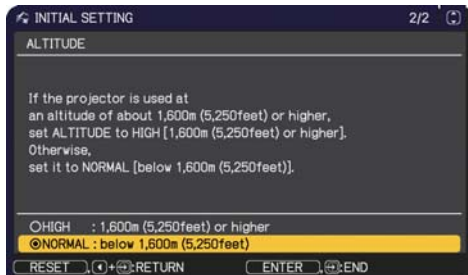 INITIAL SETTING 2/2
ALTITUDE
If the projector is used at
an altitude of about 1,600m (5,250feet) or higher,
set ALTITUDE to HIGH [1,600m (5,250feet) or higher].
Otherwise,
set it to NORMAL [below 1,600m (5,250feet)].
HIGH : 1,600m (5,250feet) or higher
NORMAL : below 1,600m (5,250feet)
RESET , + :RETURN ENTER , :END